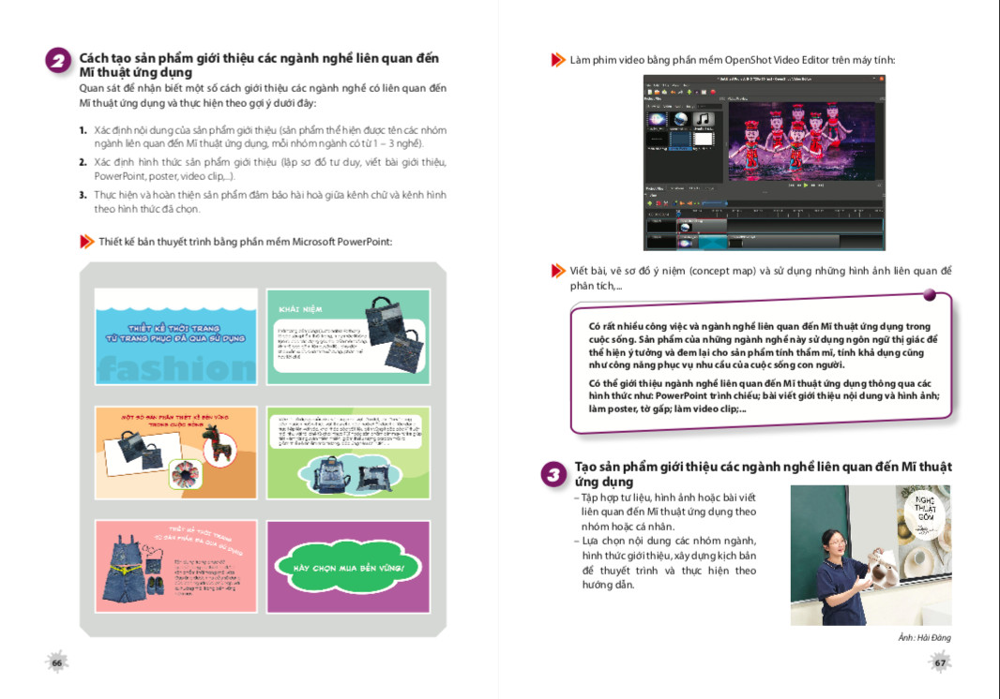 2
Cách tạo sản phẩm giới thiệu các ngành nghề liên quan đến
Mĩ thuật ứng dụng
Quan sát để nhận biết một số cách giới thiệu các ngành nghề có liên quan đến
Mĩ thuật ứng dụng và thực hiện theo gợi ý dưới đây:
1. Xác định nội dung của sản phẩm giới thiệu (sản phẩm thể hiện được tên các nhóm
ngành liên quan đến Mĩ thuật ứng dụng, mỗi nhóm ngành có từ 1 – 3 nghề).
2. Xác định hình thức sản phẩm giới thiệu (lập sơ đồ tư duy, viết bài giới thiệu,
PowerPoint, poster, video clip,...).
3. Thực hiện và hoàn thiện sản phẩm đảm bảo hài hoà giữa kênh chữ và kênh hình
theo hình thức đã chọn.
Thiết kế bản thuyết trình bằng phần mềm Microsoft PowerPoint:
THIẾT KẾ THỜI TRANG
TỪ TRANG PHỤC ĐÃ QUA SỬ DỤNG
fashion
KHÁI NIỆM
MỘT SỐ SẢN PHẨM THIẾT KẾ BỀN VỮNG
TRONG CUỘC SỐNG
THIẾT KẾ THỜI TRANG
TỪ SẢN PHẨM ĐÃ QUA SỬ DỤNG
HÃY CHỌN MUA BỀN VỮNG!
66
Làm phim video bằng phần mềm OpenShot Video Editor trên máy tính:
Viết bài, vẽ sơ đồ ý niệm (concept map) và sử dụng những hình ảnh liên quan để
phân tích,...
Có rất nhiều công việc và ngành nghề liên quan đến Mĩ thuật ứng dụng trong
cuộc sống. Sản phẩm của những ngành nghề này sử dụng ngôn ngữ thị giác để
thể hiện ý tưởng và đem lại cho sản phẩm tính thẩm mĩ, tính khả dụng cũng
như công năng phục vụ nhu cầu của cuộc sống con người.
Có thể giới thiệu ngành nghề liên quan đến Mĩ thuật ứng dụng thông qua các
hình thức như: PowerPoint trình chiếu; bài viết giới thiệu nội dung và hình ảnh;
làm poster, tờ gấp; làm video clip;...
3
Tạo sản phẩm giới thiệu các ngành nghề liên quan đến Mĩ thuật
ứng dụng
– Tập hợp tư liệu, hình ảnh hoặc bài viết
liên quan đến Mĩ thuật ứng dụng theo
nhóm hoặc cá nhân.
– Lựa chọn nội dung các nhóm ngành,
hình thức giới thiệu, xây dựng kịch bản
để thuyết trình và thực hiện theo
hướng dẫn.
NGHỆ
THUẬT
GỐM
Ảnh: Hải Đăng
67